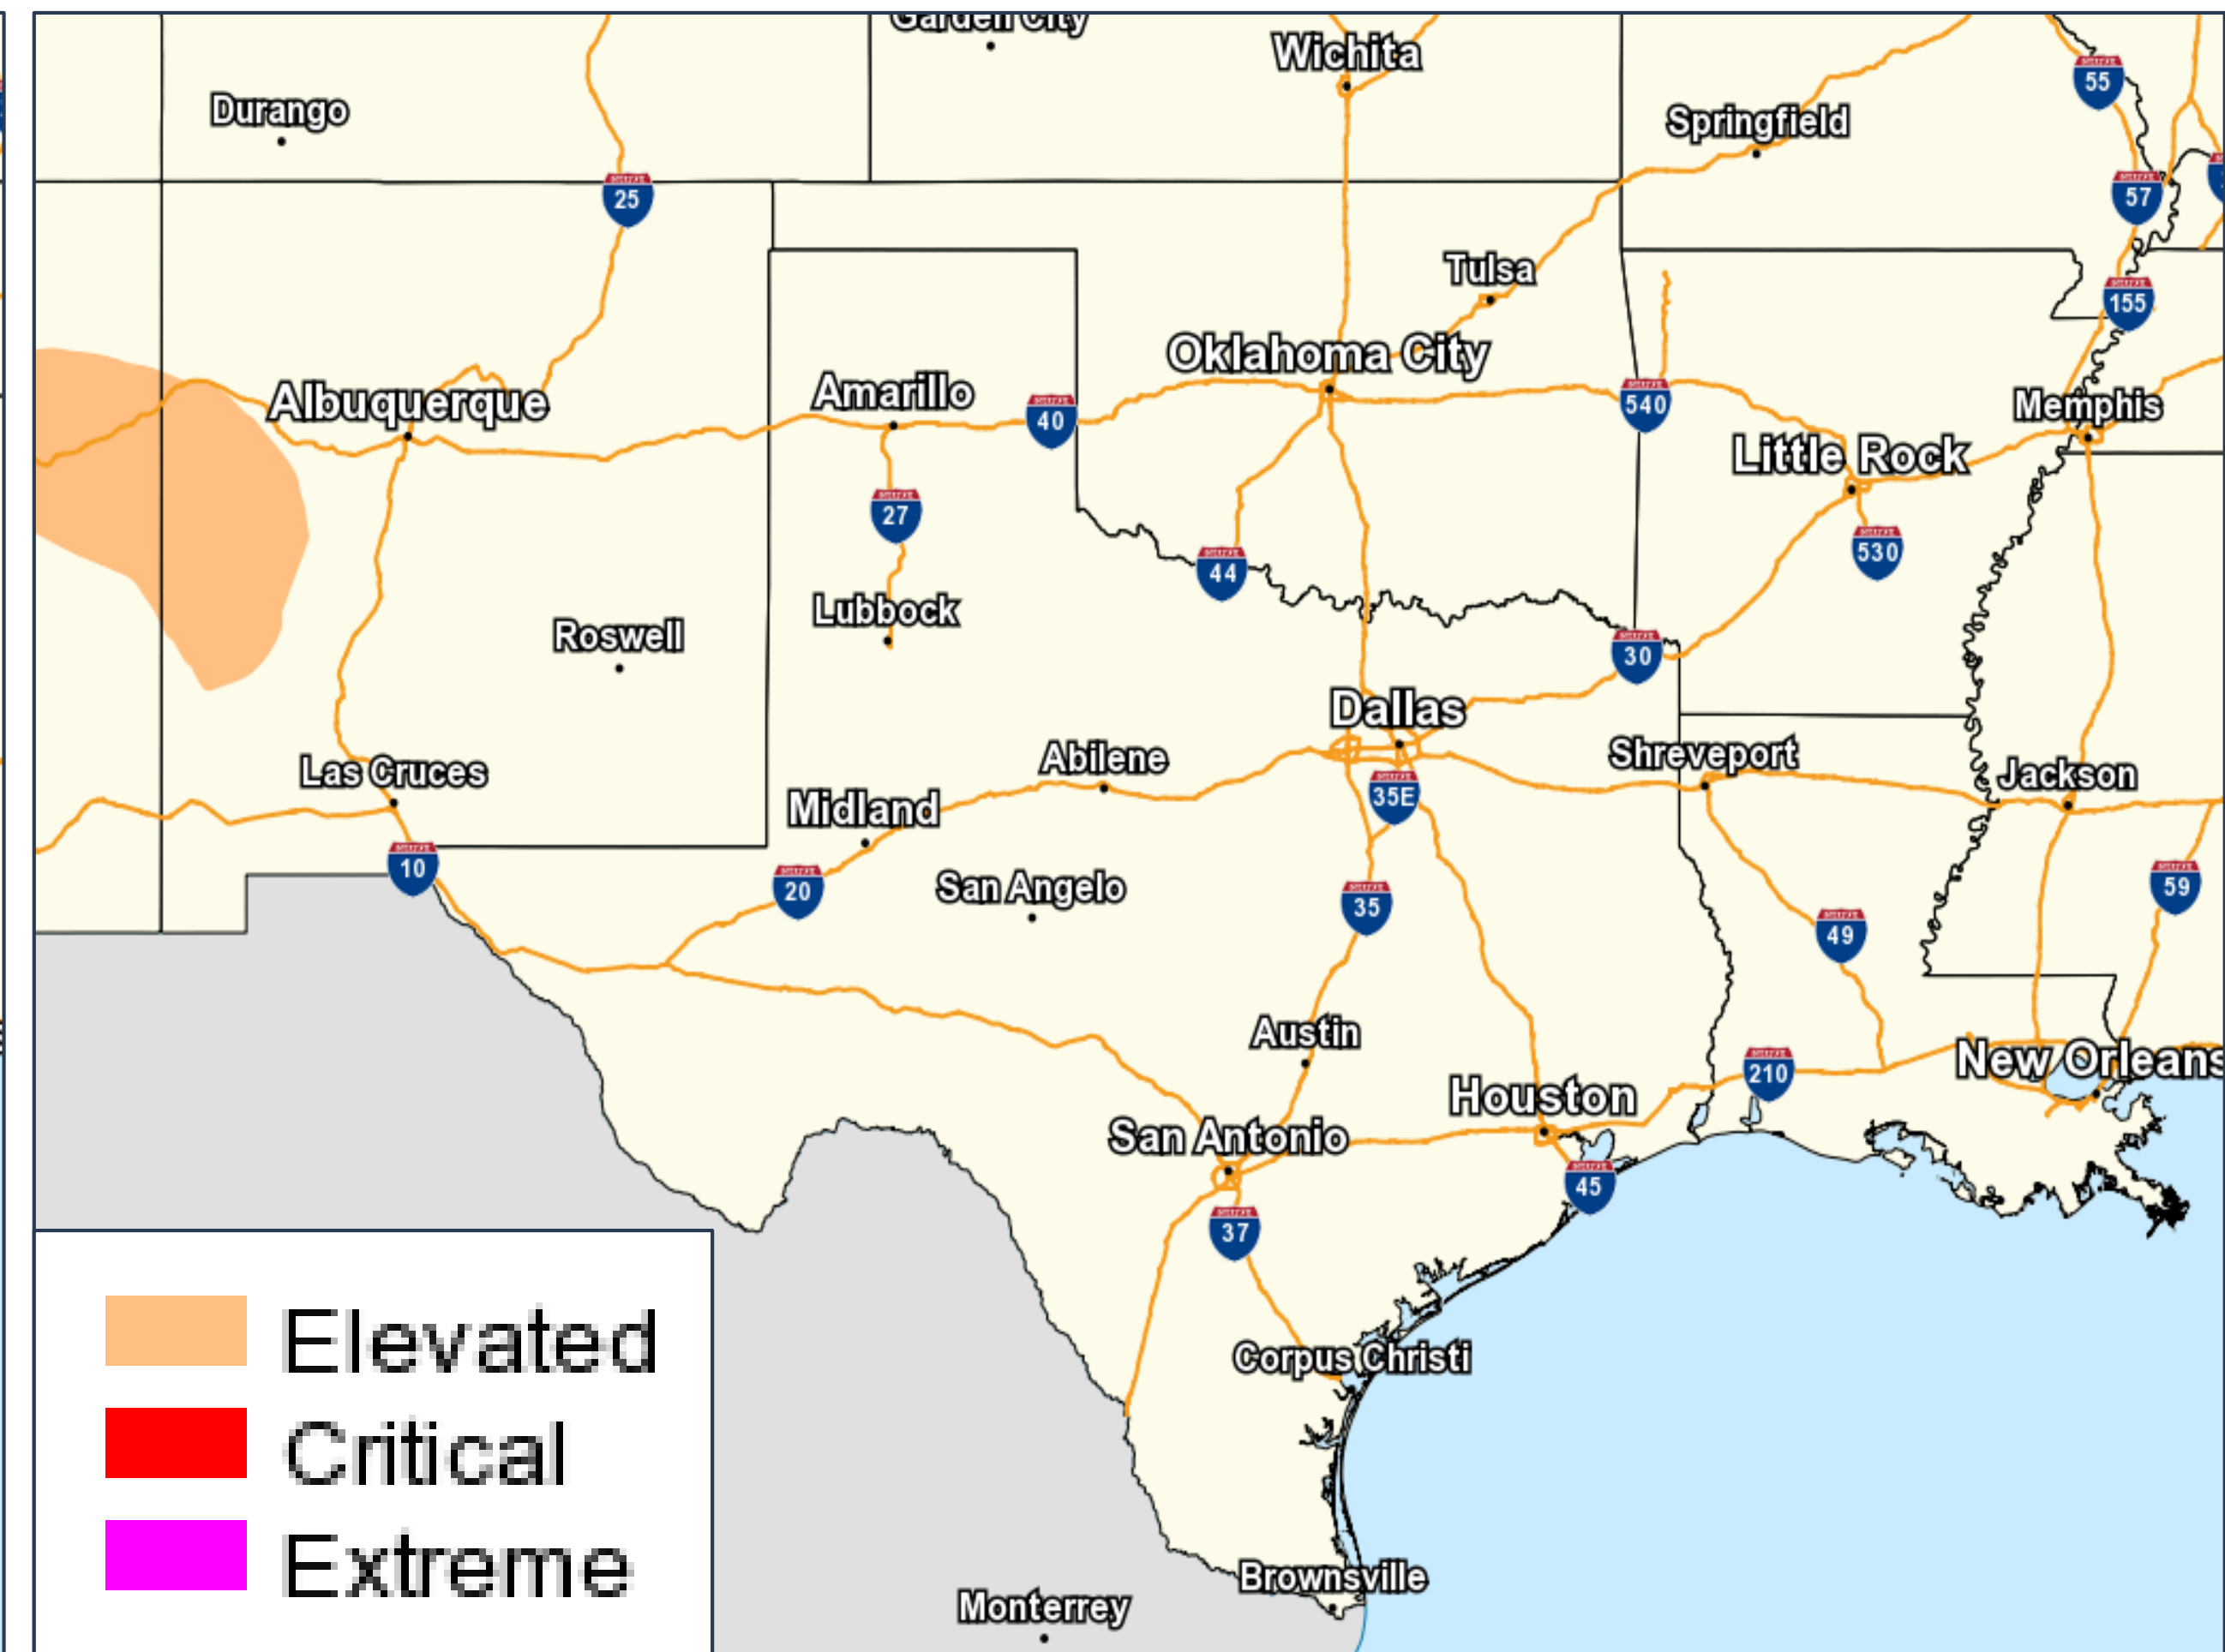 Garden City
Wichita
55
Durango
Springfield
57
25
Tulsa
155
Oklahoma City
Albuquerque
Amarillo
40
540
Memphis
Little Rock
27
530
44
Lubbock
Roswell
30
Dallas
Las Cruces
Abilene
Shreveport
Jackson
35E
Midland
10
20
San Angelo
35
59
49
Austin
New Orleans
210
Houston
San Antonio
45
37
Elevated
Corpus Christi
Critical
Extreme
Brownsville
Monterrey